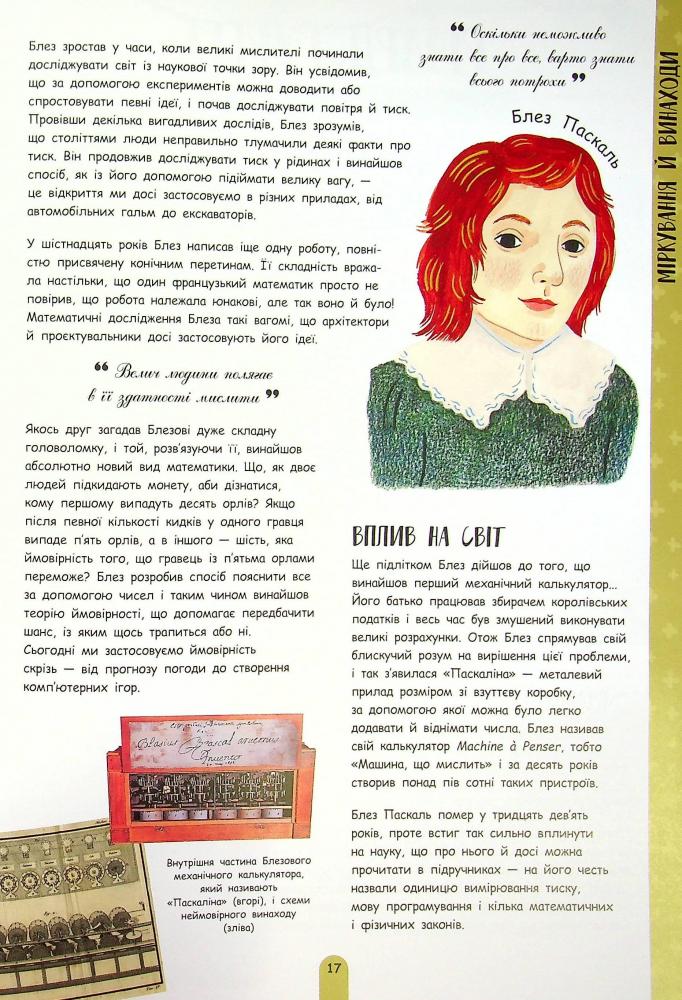 Блез зростав у часи, коли великі мислителі починали
досліджувати світ із наукової точки зору. Він усвідомив,
що за допомогою експериментів можна доводити або
спростовувати певні ідеї, і почав досліджувати повітря й тиск.
Провівши декілька вигадливих дослідів, Блез зрозумів,
що століттями люди неправильно тлумачили деякі факти про
тиск. Він продовжив досліджувати тиск у рідинах і винайшов
спосіб, як із його допомогою підіймати велику вагу, —
це відкриття ми досі застосовуємо в різних приладах, від
автомобільних гальм до екскаваторів.
У шістнадцять років Блез написав іще одну роботу, повні-
стю присвячену конічним перетинам. Її складність вража-
ла настільки, що один французький математик просто не
повірив, що робота належала юнакові, але так воно й було!
Математичні дослідження Блеза такі вагомі, що архітектори
й проєктувальники досі застосовують його ідеї.
❝ Велич людини полягає
в її здатності мислити ❞
Якось друг загадав Блезові дуже складну
головоломку, і той, розв’язуючи її, винайшов
абсолютно новий вид математики. Що, як двоє
людей підкидають монету, аби дізнатися,
кому першому випадуть десять орлів? Якщо
після певної кількості кидків у одного гравця
випаде п’ять орлів, а в іншого — шість, яка
ймовірність того, що гравець із п’ятьма орлами
переможе? Блез розробив спосіб пояснити все
за допомогою чисел і таким чином винайшов
теорію ймовірності, що допомагає передбачити
шанс, із яким щось трапиться або ні.
Сьогодні ми застосовуємо ймовірність
скрізь — від прогнозу погоди до створення
комп’ютерних ігор.
Внутрішня частина Блезового
механічного калькулятора,
який називають
«Паскаліна» (вгорі), і схеми
неймовірного винаходу
(зліва)
❝ Оскільки неможливо
знати все про все, варто знати
всього потрохи ❞
Блез Паскаль
ВПЛИВ НА СВІТ
Ще підлітком Блез дійшов до того, що
винайшов перший механічний калькулятор...
Його батько працював збирачем королівських
податків і весь час був змушений виконувати
великі розрахунки. Отож Блез спрямував свій
блискучий розум на вирішення цієї проблеми,
і так з’явилася «Паскаліна» — металевий
прилад розміром зі взуттєву коробку,
за допомогою якої можна було легко
додавати й віднімати числа. Блез називав
свій калькулятор Machine à Penser, тобто
«Машина, що мислить» і за десять років
створив понад пів сотні таких пристроїв.
Блез Паскаль помер у тридцять дев’ять
років, проте встиг так сильно вплинути
на науку, що про нього й досі можна
прочитати в підручниках — на його честь
назвали одиницю вимірювання тиску,
мову програмування і кілька математичних
і фізичних законів.
МІРКУВАННЯ Й ВИНАХОДИ
17